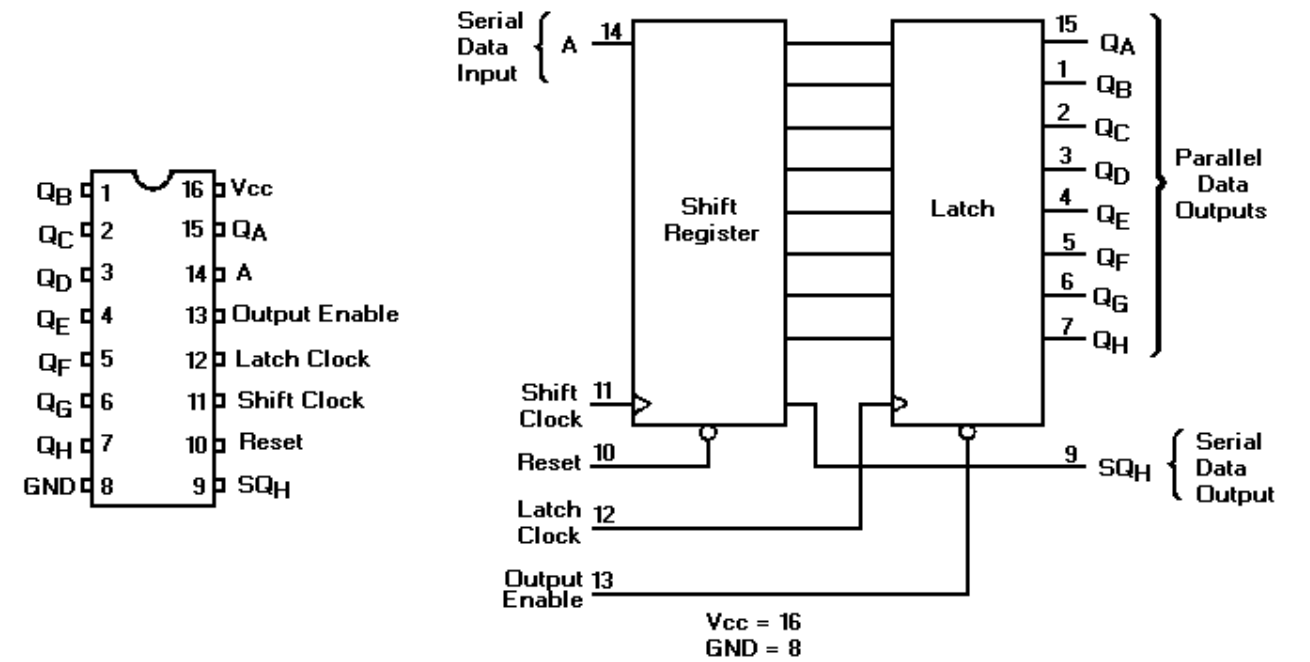 QB 1 16 Vcc
QC 2 15 QA
QD 3 14 A
QE 4 13 Output Enable
QF 5 12 Latch Clock
QG 6 11 Shift Clock
QH 7 10 Reset
GND 8 9 SQH
Serial
Data
Input
A 14
Shift
Register
Latch
15 QA
1 QB
2 QC
3 QD
4 QE
5 QF
6 QG
7 QH
Parallel
Data
Outputs
Shift 11
Clock
Reset 10
Latch 12
Clock
Output 13
Enable
9 SQH
Serial
Data
Output
Vcc = 16
GND = 8